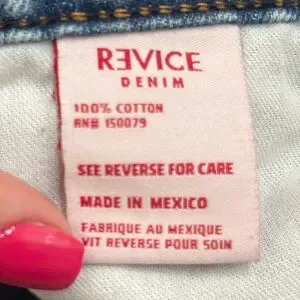 RƎVICE
DENIM
100% COTTON
RN# 150079
SEE REVERSE FOR CARE
MADE IN MEXICO
FABRIQUE AU MEXIQUE
VIT REVERSE POUR SOIN